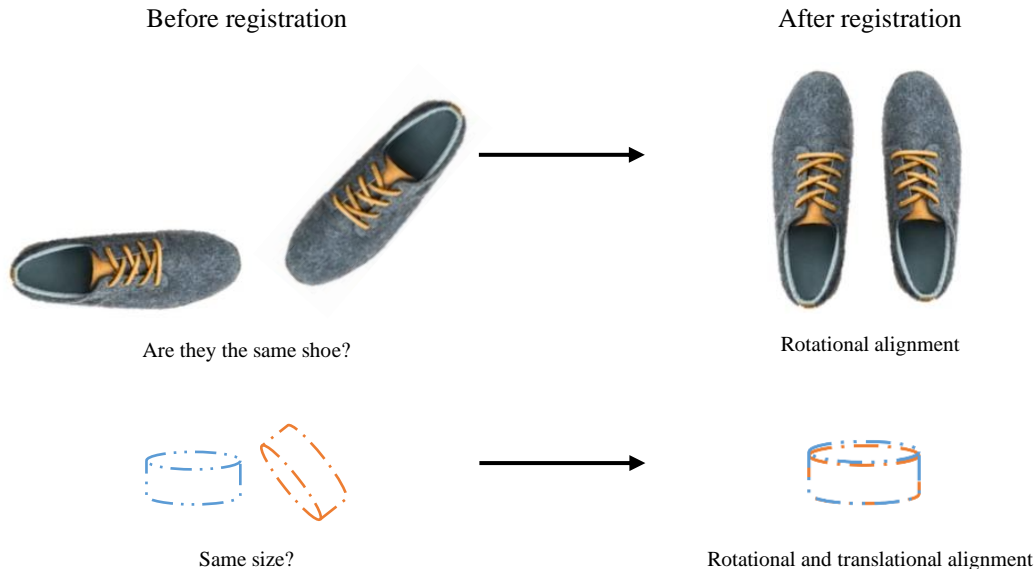 Before registration
After registration
Are they the same shoe?
Rotational alignment
Same size?
Rotational and translational alignment